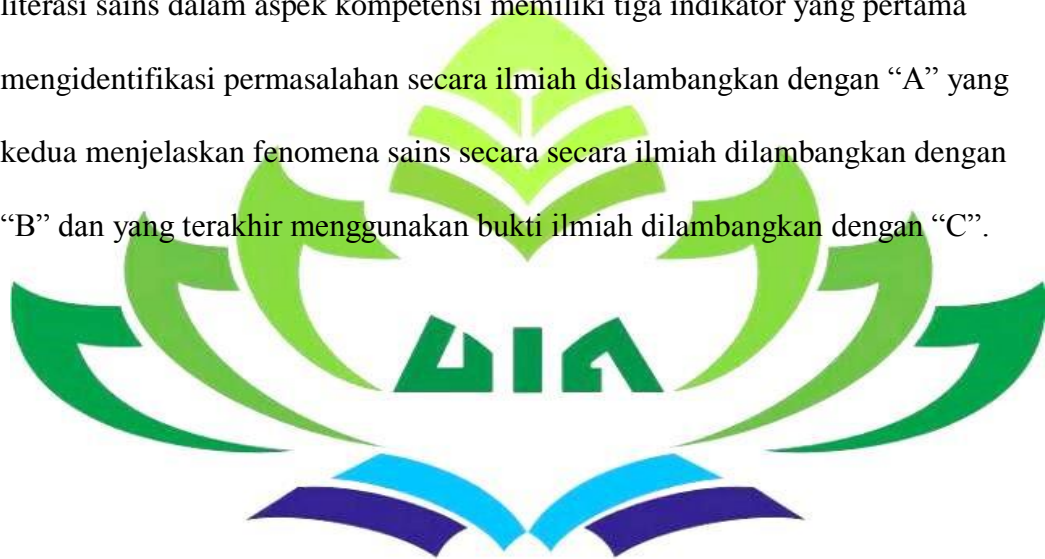 literasi sains dalam aspek kompetensi memiliki tiga indikator yang pertama
mengidentifikasi permasalahan secara ilmiah dislambangkan dengan “A” yang
kedua menjelaskan fenomena sains secara secara ilmiah dilambangkan dengan
“B” dan yang terakhir menggunakan bukti ilmiah dilambangkan dengan “C”.
UIN